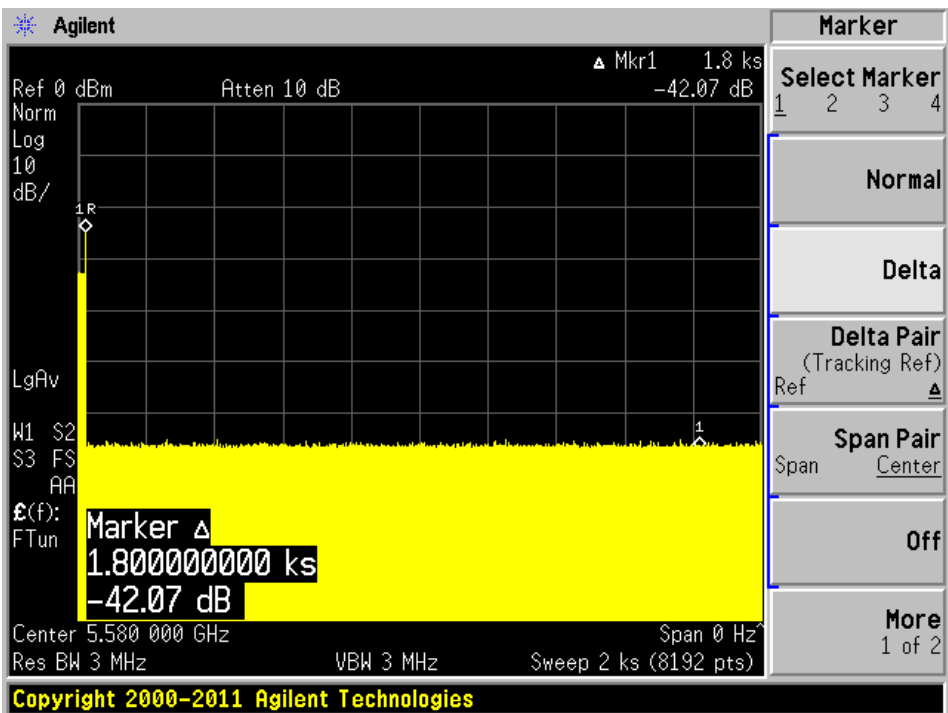 Agilent
Marker
Δ Mkr1 1.8 ks
Ref 0 dBm Atten 10 dB -42.07 dB
Norm
Log
10
dB/
1R
LgAv
1
W1 S2
S3 FS
AA
£(f):
FTun
Marker Δ
1.800000000 ks
-42.07 dB
Center 5.580 000 GHz Span 0 Hz^
Res BW 3 MHz VBW 3 MHz Sweep 2 ks (8192 pts)
Copyright 2000-2011 Agilent Technologies
Select Marker
1 2 3 4
Normal
Delta
Delta Pair
(Tracking Ref)
Ref Δ
Span Pair
Span Center
Off
More
1 of 2